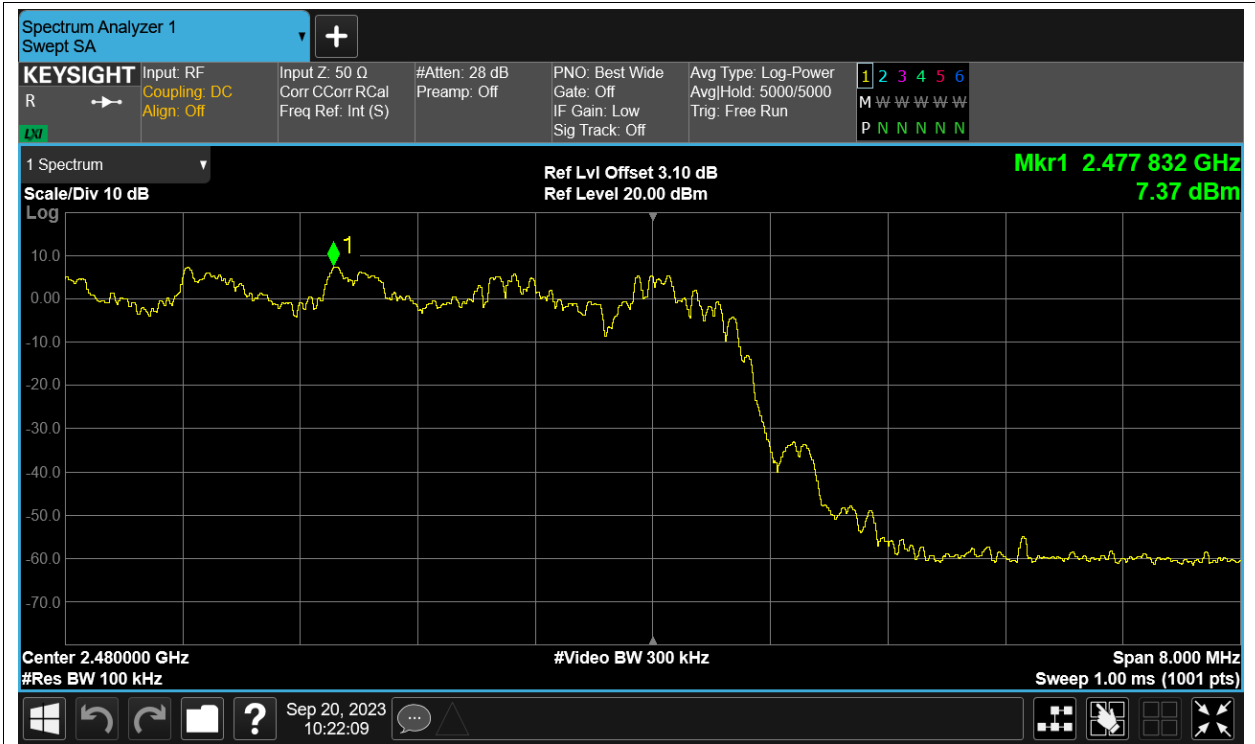 Spectrum Analyzer 1
Swept SA
KEYSIGHT
R
LXI
Input: RF
Coupling: DC
Align: Off
Input Z: 50 Ω
Corr CCorr RCal
Freq Ref: Int (S)
#Atten: 28 dB
Preamp: Off
PNO: Best Wide
Gate: Off
IF Gain: Low
Sig Track: Off
Avg Type: Log-Power
Avg|Hold: 5000/5000
Trig: Free Run
1 2 3 4 5 6
M W W W W W
P N N N N N
1 Spectrum
Scale/Div 10 dB
Log
Ref Lvl Offset 3.10 dB
Ref Level 20.00 dBm
Mkr1 2.477 832 GHz
7.37 dBm
1
10.0
0.00
-10.0
-20.0
-30.0
-40.0
-50.0
-60.0
-70.0
Center 2.480000 GHz
#Res BW 100 kHz
#Video BW 300 kHz
Span 8.000 MHz
Sweep 1.00 ms (1001 pts)
?
Sep 20, 2023
10:22:09